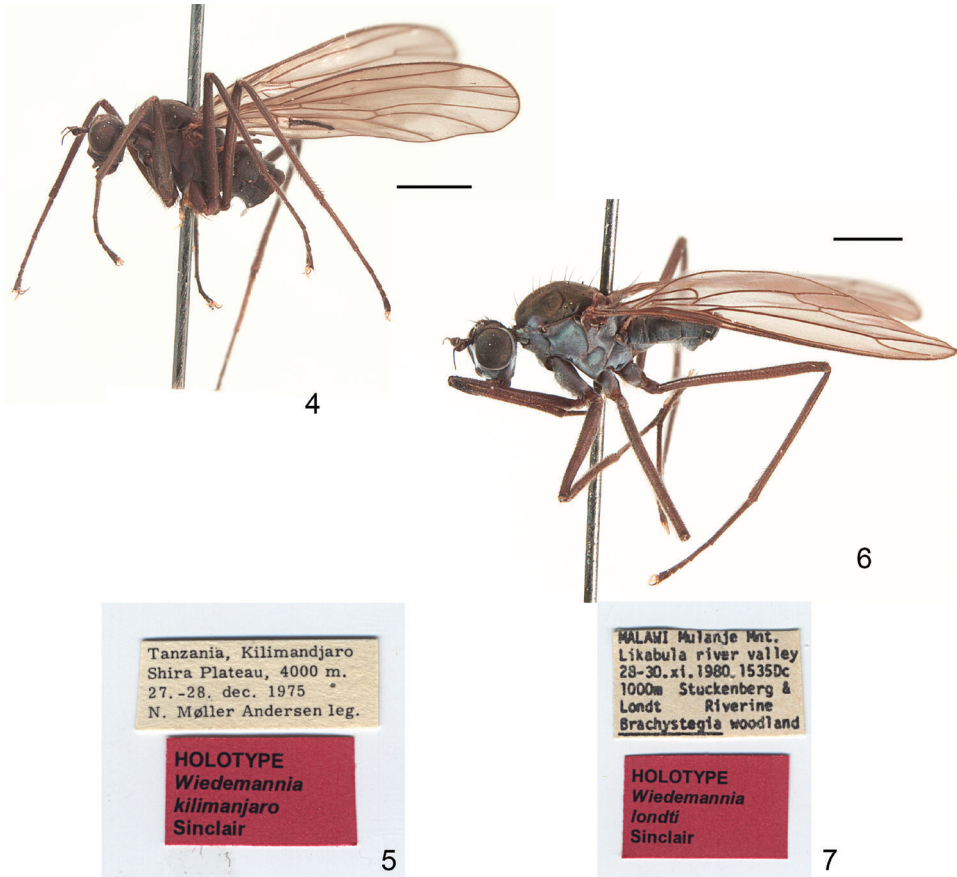 4
6
Tanzania, Kilimandjaro
Shira Plateau, 4000 m.
27.-28. dec. 1975
N. Møller Andersen leg.
HOLOTYPE
Wiedemannia
kilimanjaro
Sinclair
5
MALAWI Mulanje Mnt.
Likabula river valley
28-30.xi.1980.1535Dc
1000m Stuckenberg &
Londt Riverine
Brachystegia woodland
HOLOTYPE
Wiedemannia
londti
Sinclair
7